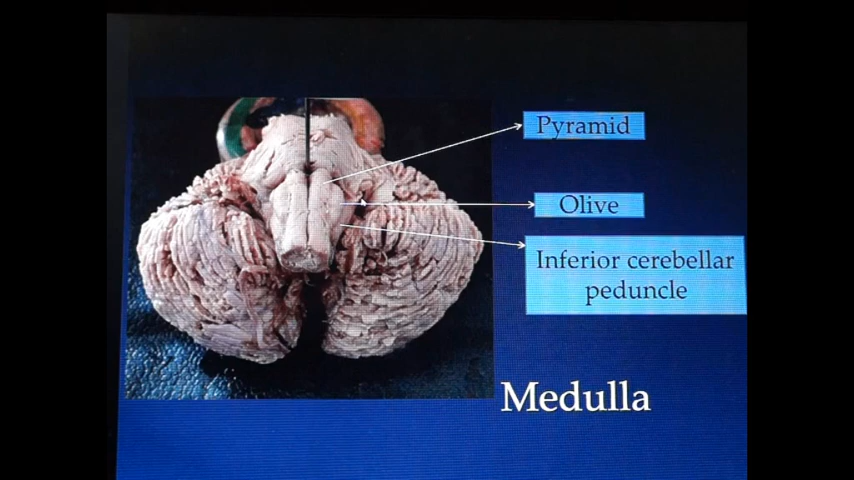 Pyramid
Olive
Inferior cerebellar
peduncle
Medulla